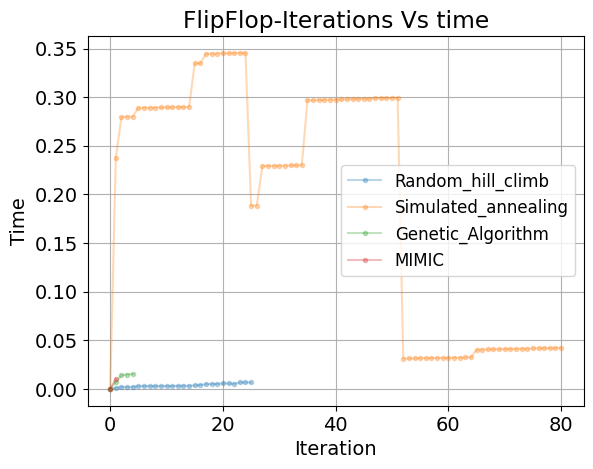 FlipFlop-Iterations Vs time
0.35
0.30
0.25
0.20
0.15
0.10
0.05
0.00
Time
Random_hill_climb
Simulated_annealing
Genetic_Algorithm
MIMIC
0 20 40 60 80
Iteration